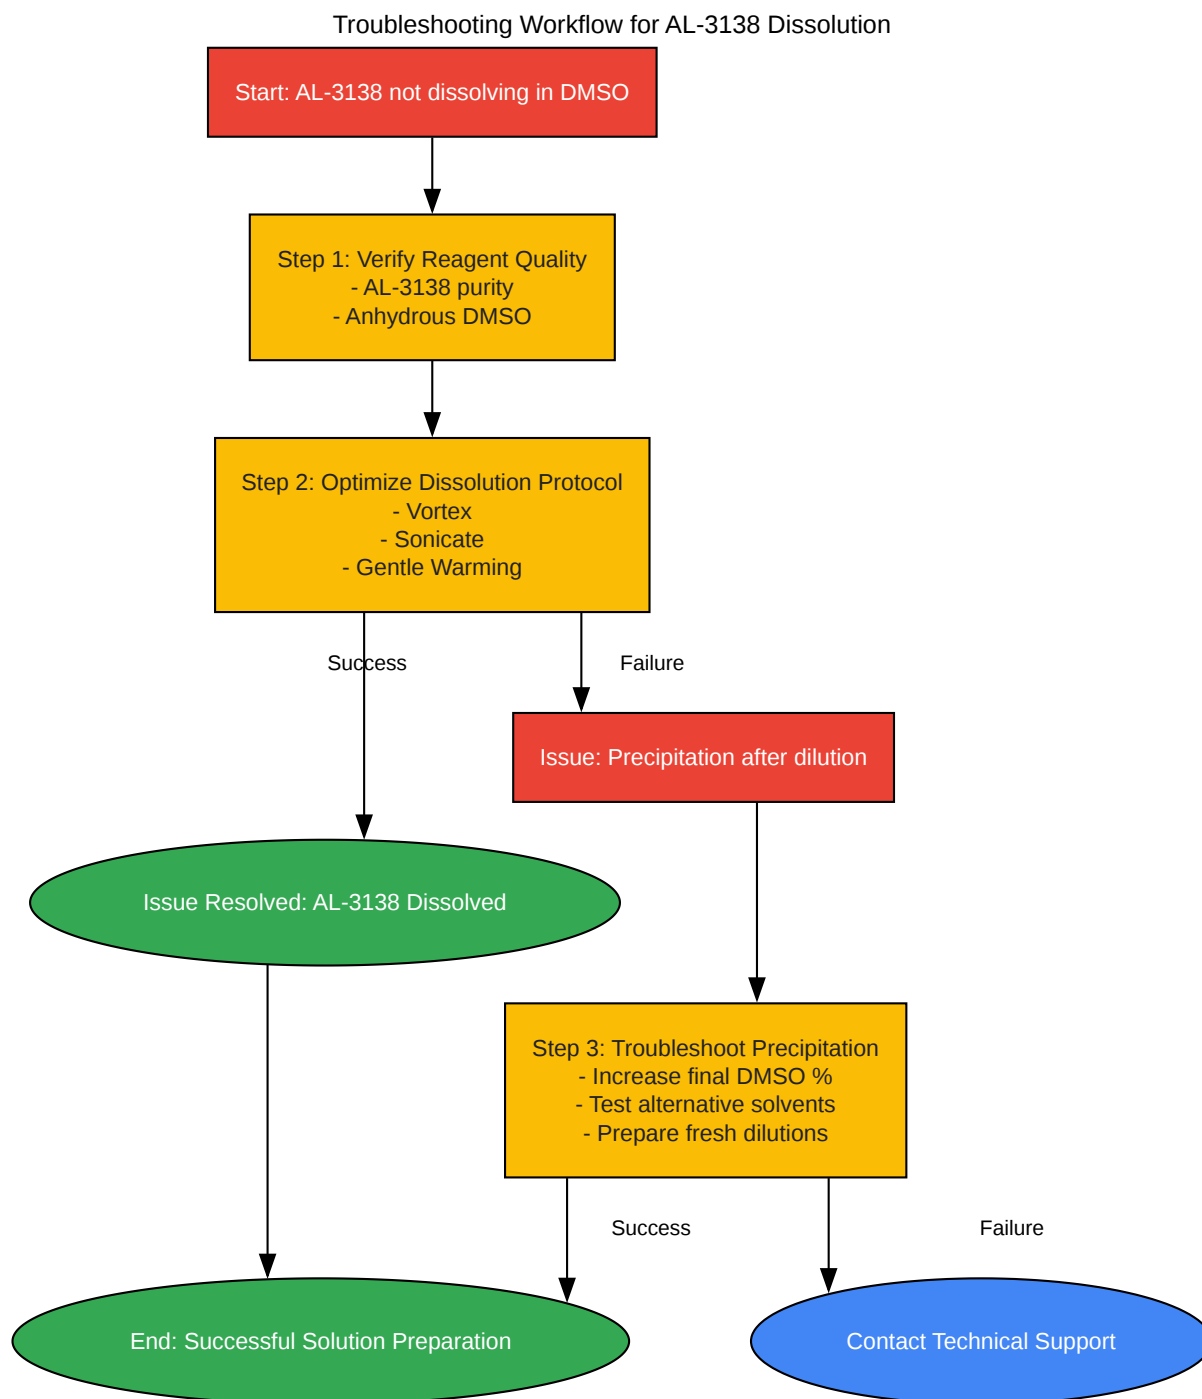 Troubleshooting Workflow for AL-3138 Dissolution
Start: AL-3138 not dissolving in DMSO
Step 1: Verify Reagent Quality
- AL-3138 purity
- Anhydrous DMSO
Step 2: Optimize Dissolution Protocol
- Vortex
- Sonicate
- Gentle Warming
Success
Failure
Issue: Precipitation after dilution
Issue Resolved: AL-3138 Dissolved
Step 3: Troubleshoot Precipitation
- Increase final DMSO %
- Test alternative solvents
- Prepare fresh dilutions
Success
Failure
End: Successful Solution Preparation
Contact Technical Support